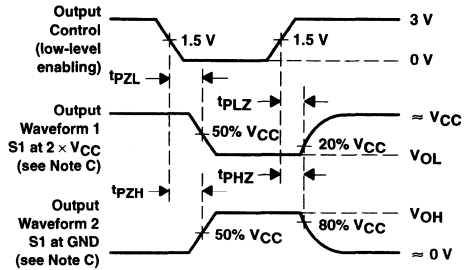 Output
Control
(low-level
enabling)
1.5 V
1.5 V
3 V
0 V
tPZL
tPLZ
Output
Waveform 1
S1 at 2 × VCC
(see Note C)
50% VCC
20% VCC
≈ VCC
VOL
tPZH
tPHZ
Output
Waveform 2
S1 at GND
(see Note C)
50% VCC
80% VCC
VOH
≈ 0 V